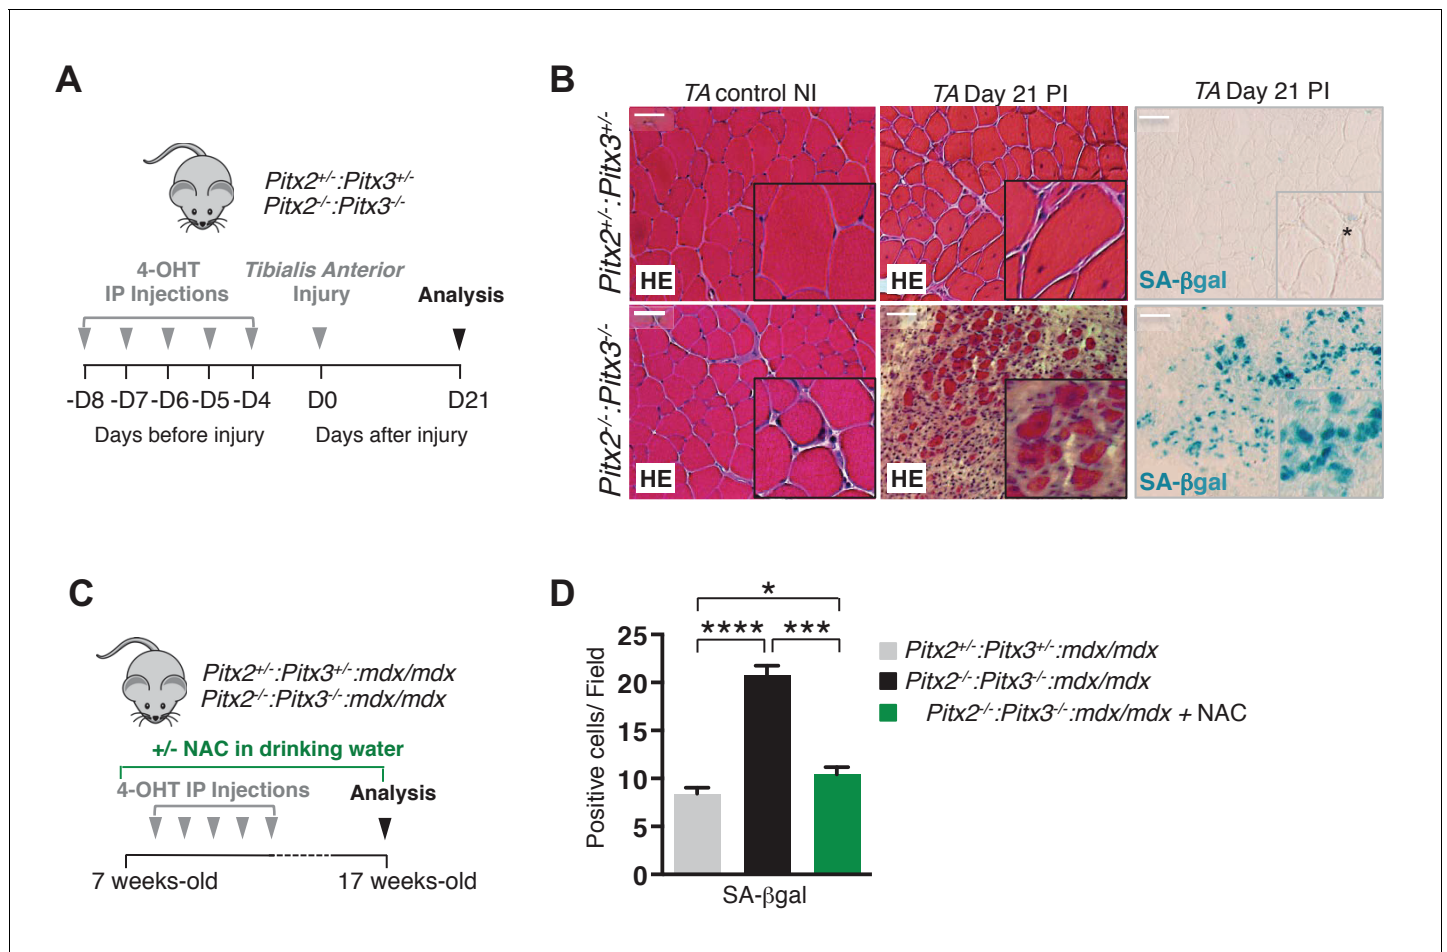 A
Pitx2+/-:Pitx3+/-
Pitx2-/-:Pitx3-/-
4-OHT
IP Injections
Tibialis Anterior
Injury
Analysis
-D8 -D7 -D6 -D5 -D4 D0 D21
Days before injury Days after injury
B
TA control NI TA Day 21 PI TA Day 21 PI
Pitx2+/-:Pitx3+/-
HE HE SA-βgal
*
Pitx2-/-:Pitx3-/-
HE HE SA-βgal
C
Pitx2+/-:Pitx3+/-:mdx/mdx
Pitx2-/-:Pitx3-/-:mdx/mdx
+/- NAC in drinking water
4-OHT IP Injections
Analysis
7 weeks-old 17 weeks-old
D
*
**** ***
Positive cells/ Field
25
20
15
10
5
0
SA-βgal
Pitx2+/-:Pitx3+/-:mdx/mdx
Pitx2-/-:Pitx3-/-:mdx/mdx
Pitx2-/-:Pitx3-/-:mdx/mdx + NAC